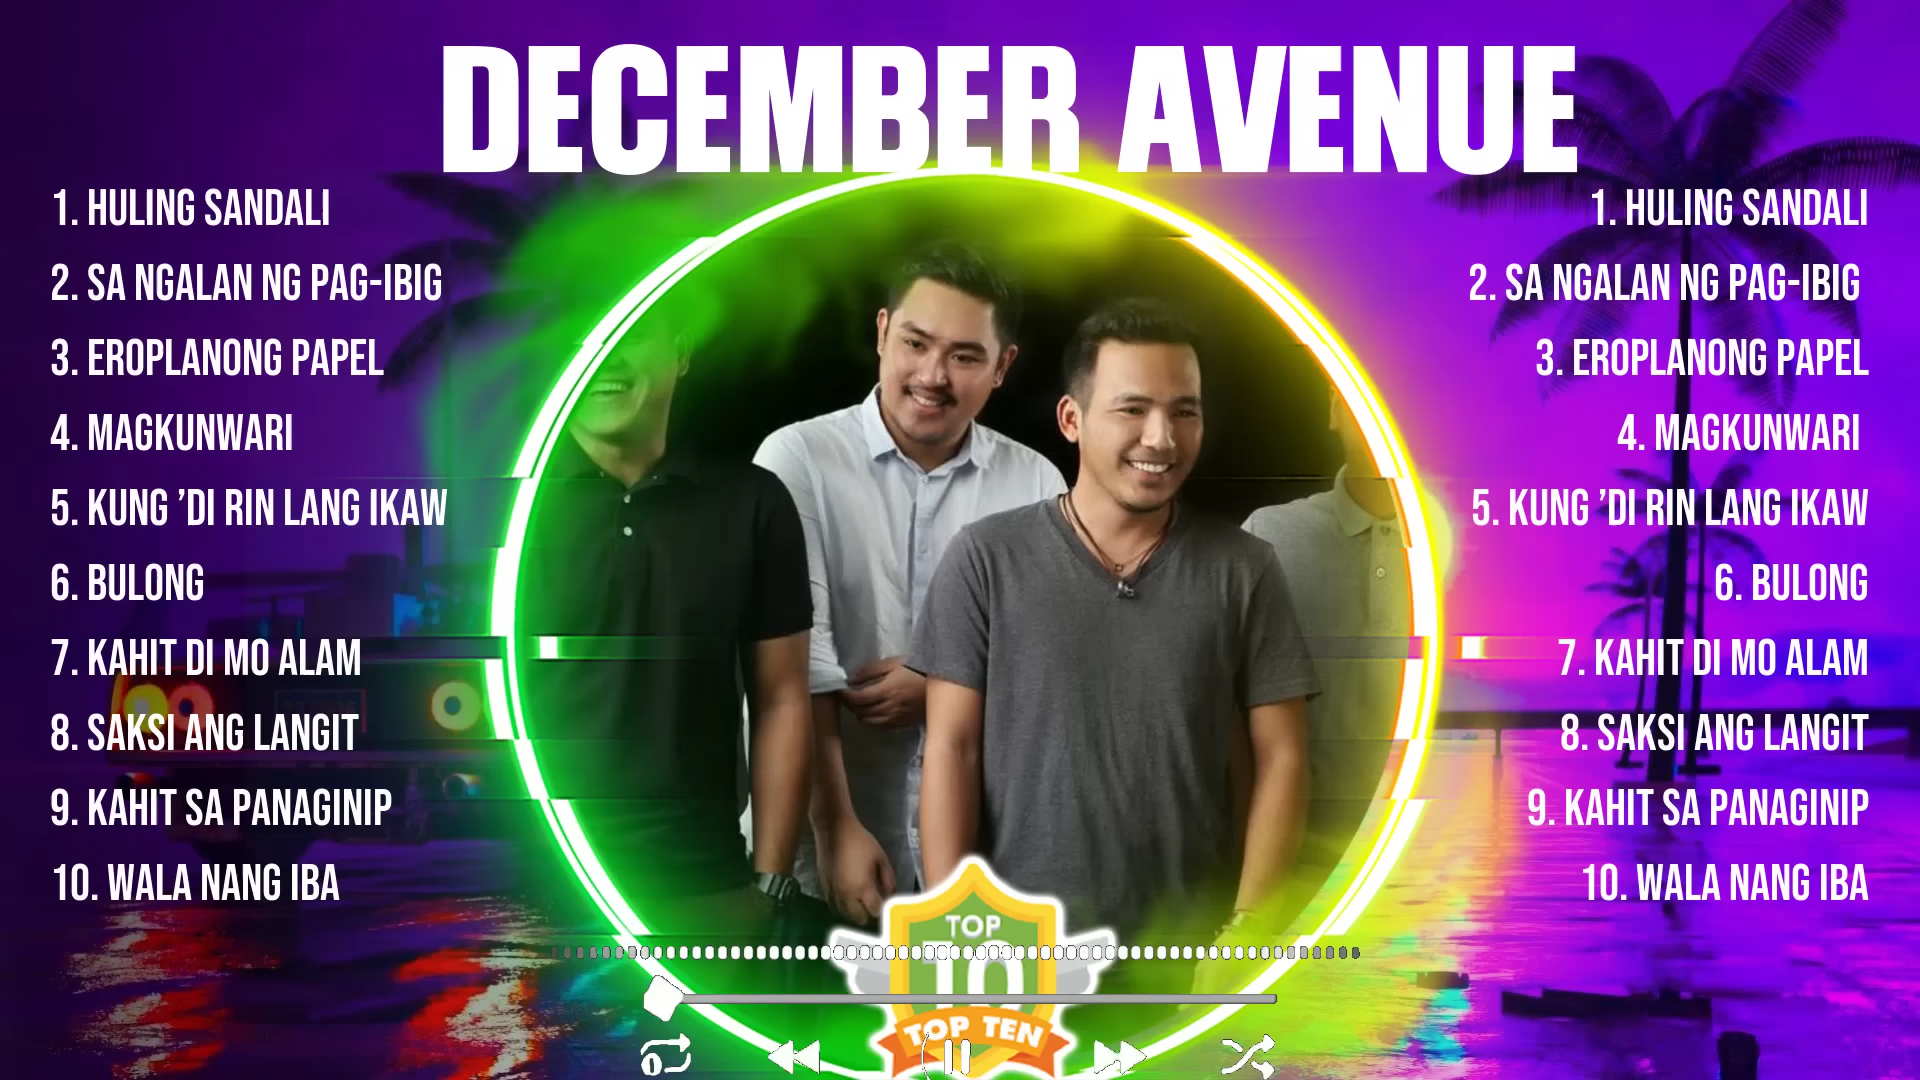 DECEMBER AVENUE
1. HULING SANDALI
2. SA NGALAN NG PAG-IBIG
3. EROPLANONG PAPEL
4. MAGKUNWARI
5. KUNG ’DI RIN LANG IKAW
6. BULONG
7. KAHIT DI MO ALAM
8. SAKSI ANG LANGIT
9. KAHIT SA PANAGINIP
10. WALA NANG IBA
1. HULING SANDALI
2. SA NGALAN NG PAG-IBIG
3. EROPLANONG PAPEL
4. MAGKUNWARI
5. KUNG ’DI RIN LANG IKAW
6. BULONG
7. KAHIT DI MO ALAM
8. SAKSI ANG LANGIT
9. KAHIT SA PANAGINIP
10. WALA NANG IBA
TOP
10
TOP TEN
0